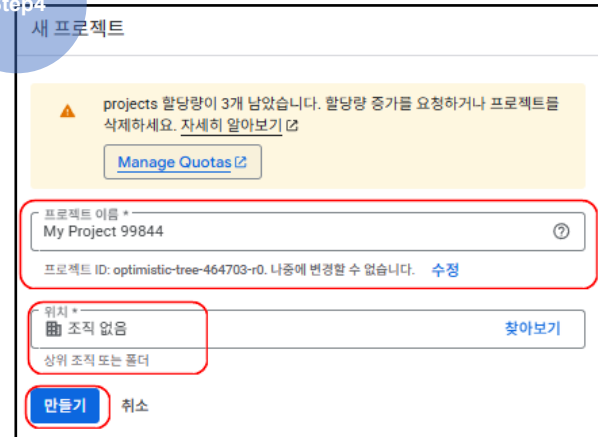 Step4
새 프로젝트
projects 할당량이 3개 남았습니다. 할당량 증가를 요청하거나 프로젝트를
삭제하세요. 자세히 알아보기
Manage Quotas
프로젝트 이름 *
My Project 99844
프로젝트 ID: optimistic-tree-464703-r0. 나중에 변경할 수 없습니다. 수정
위치 *
조직 없음 찾아보기
상위 조직 또는 폴더
만들기 취소